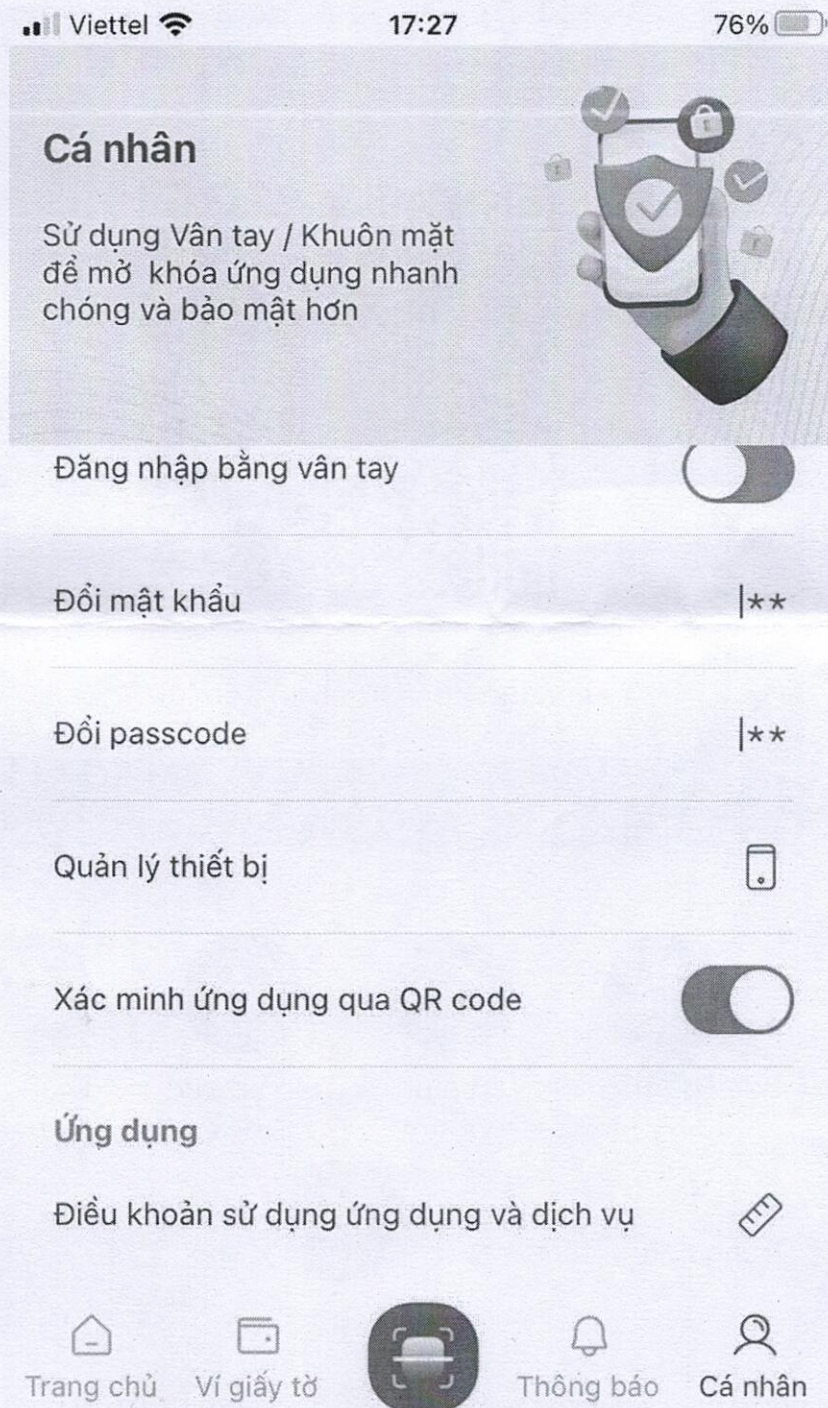 Viettel 17:27 76%
Cá nhân
Sử dụng Vân tay / Khuôn mặt
để mở khóa ứng dụng nhanh
chóng và bảo mật hơn
Đăng nhập bằng vân tay
Đổi mật khẩu |**
Đổi passcode |**
Quản lý thiết bị
Xác minh ứng dụng qua QR code
Ứng dụng
Điều khoản sử dụng ứng dụng và dịch vụ
Trang chủ Ví giấy tờ Thông báo Cá nhân